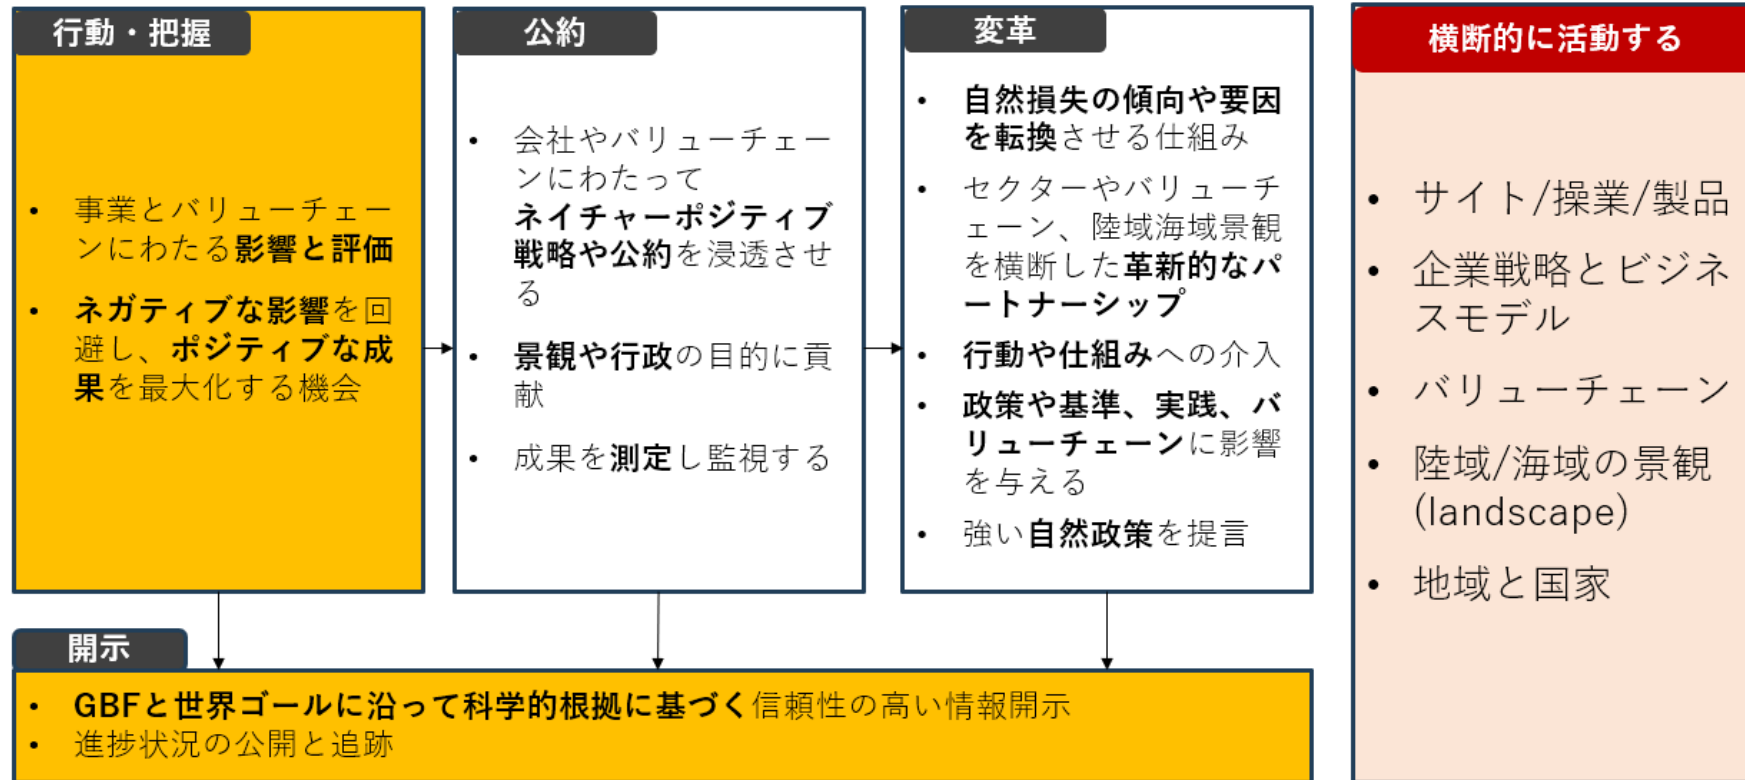 行動・把握
• 事業とバリューチェー
ンにわたる影響と評価
• ネガティブな影響を回
避し、ポジティブな成
果を最大化する機会
公約
• 会社やバリューチェー
ンにわたって
ネイチャーポジティブ
戦略や公約を浸透させ
る
• 景観や行政の目的に貢
献
• 成果を測定し監視する
変革
• 自然損失の傾向や要因
を転換させる仕組み
• セクターやバリューチ
ェーン、陸域海域景観
を横断した革新的なパ
ートナーシップ
• 行動や仕組みへの介入
• 政策や基準、実践、バ
リューチェーンに影響
を与える
• 強い自然政策を提言
開示
• GBFと世界ゴールに沿って科学的根拠に基づく信頼性の高い情報開示
• 進捗状況の公開と追跡
横断的に活動する
• サイト/操業/製品
• 企業戦略とビジネ
スモデル
• バリューチェーン
• 陸域/海域の景観
(landscape)
• 地域と国家